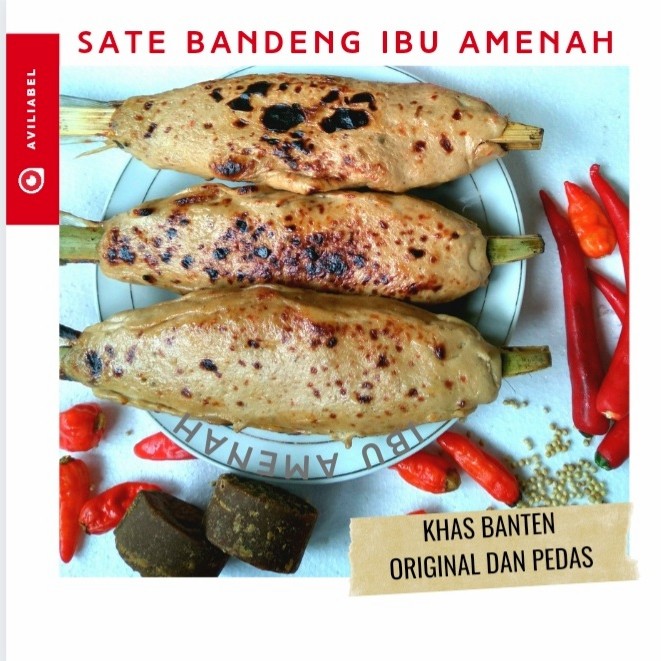 SATE BANDENG IBU AMENAH
AVILIABEL
IBU AMENAH
KHAS BANTEN
ORIGINAL DAN PEDAS